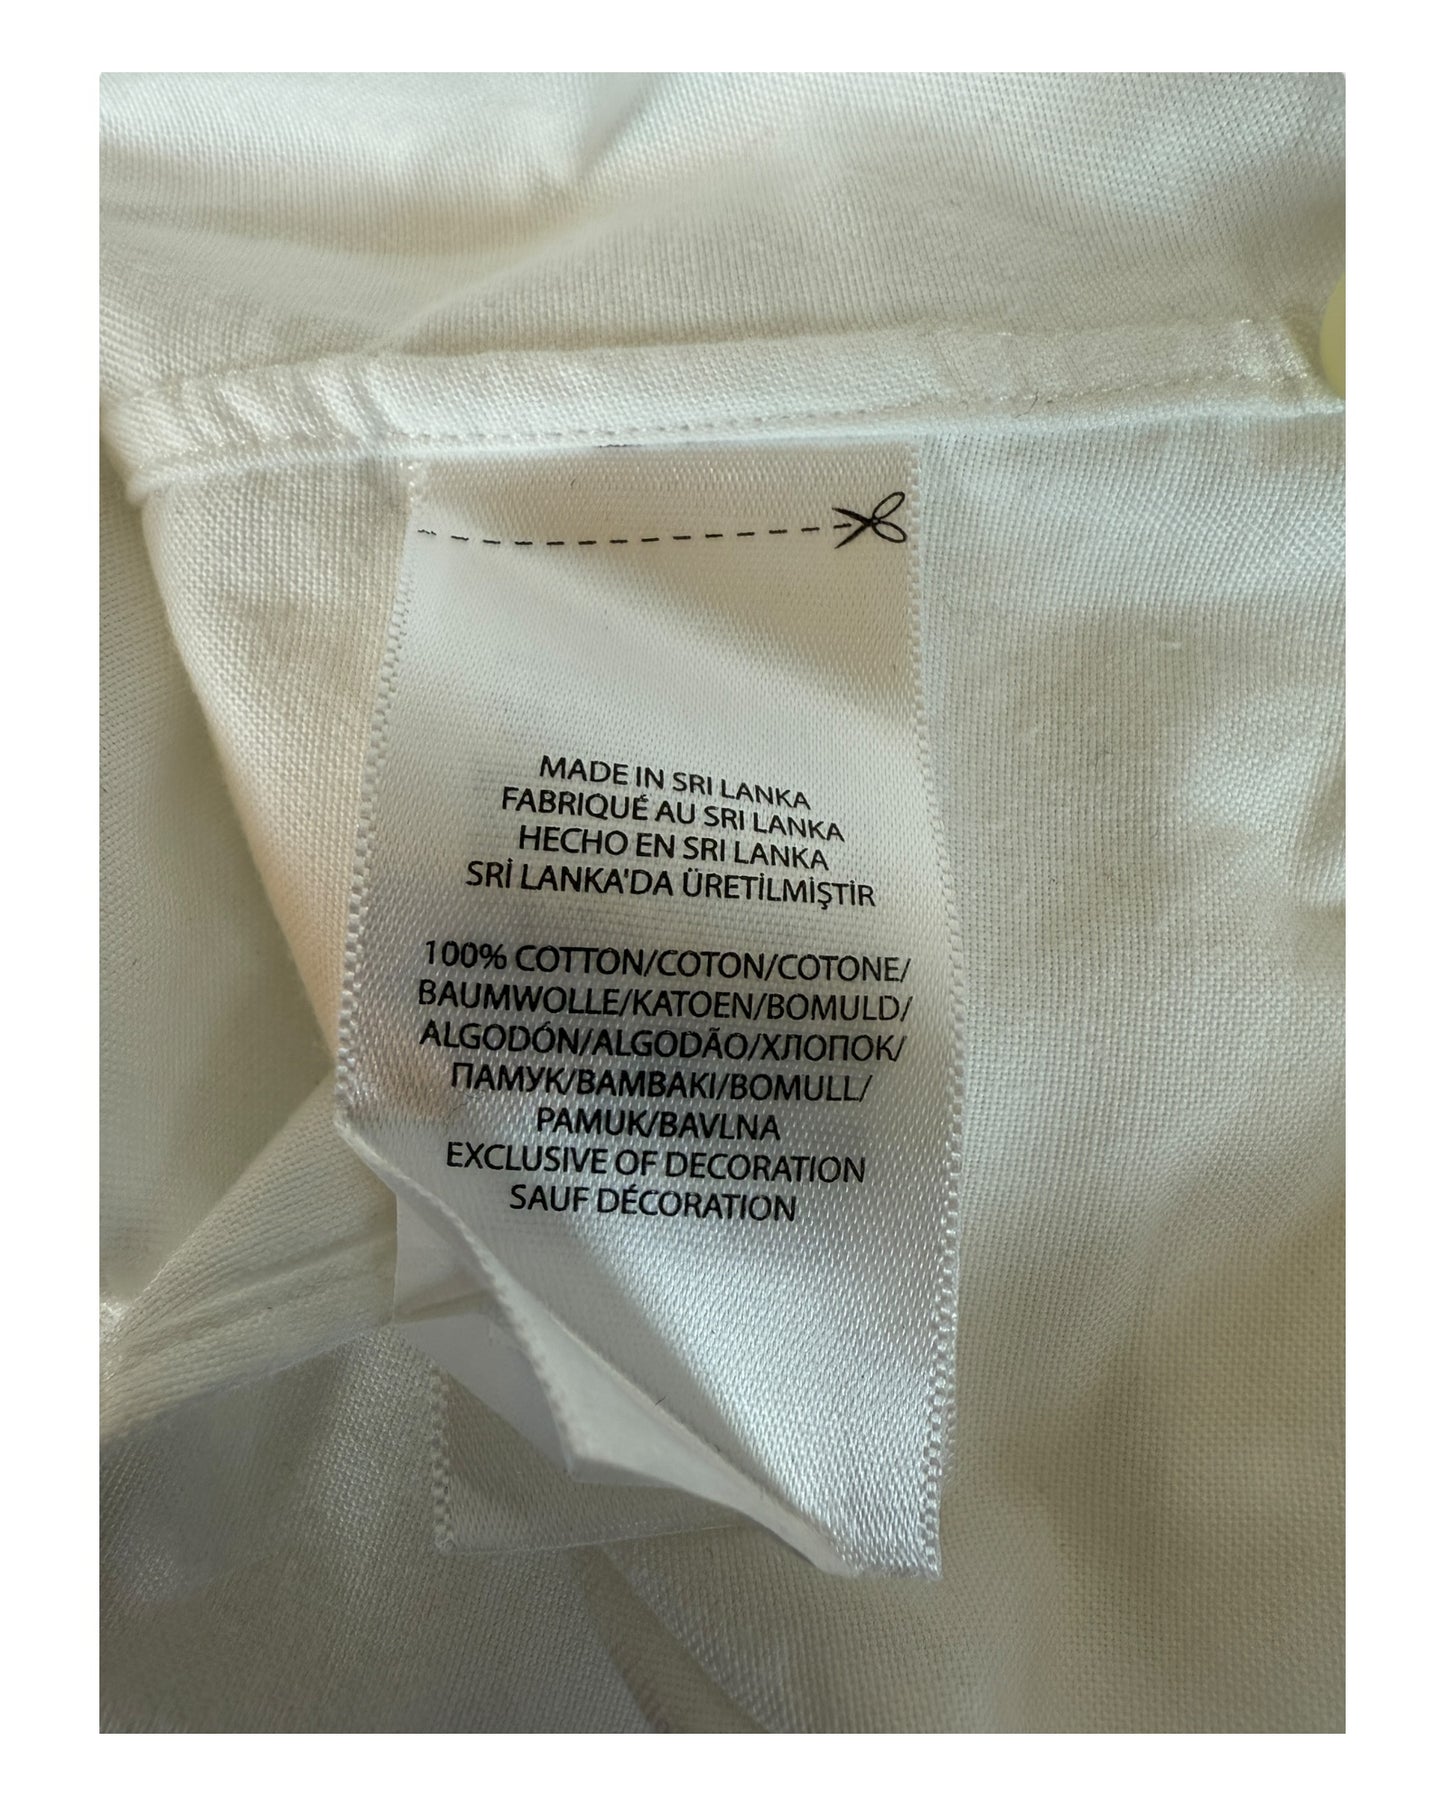 MADE IN SRI LANKA
FABRIQUÉ AU SRI LANKA
HECHO EN SRI LANKA
SRİ LANKA'DA ÜRETİLMİŞTİR
100% COTTON/COTON/COTONE/
BAUMWOLLE/KATOEN/BOMULD/
ALGODÓN/ALGODÃO/ХЛОПОК/
ПАМУК/BAMBAKI/BOMULL/
PAMUK/BAVLNA
EXCLUSIVE OF DECORATION
SAUF DÉCORATION